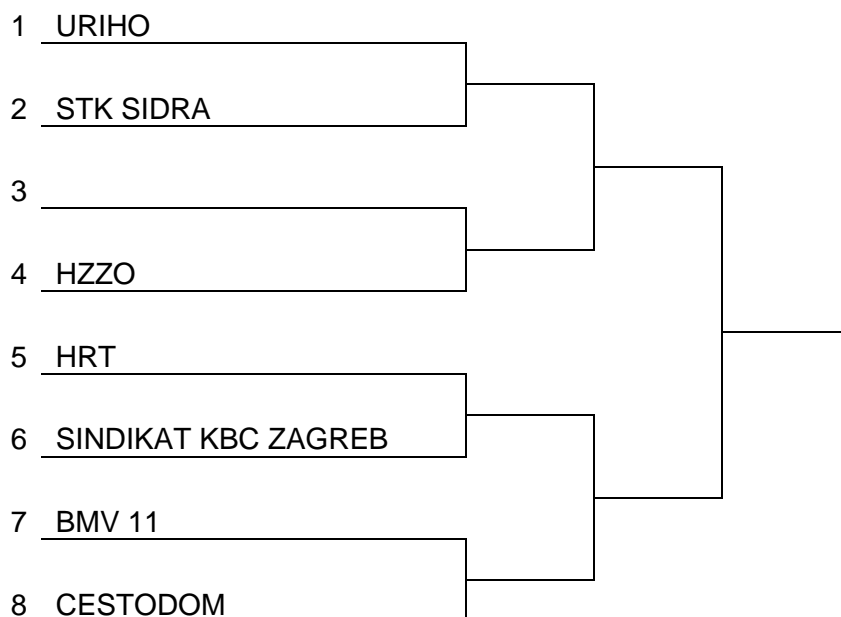 1 URIHO
2 STK SIDRA
3
4 HZZO
5 HRT
6 SINDIKAT KBC ZAGREB
7 BMV 11
8 CESTODOM